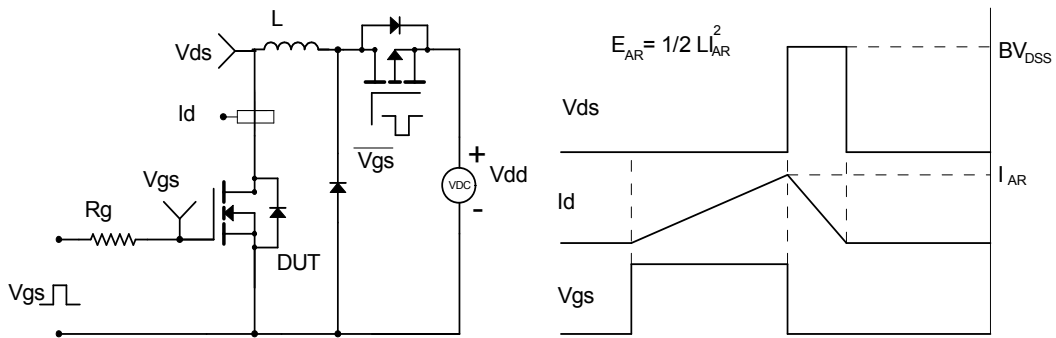 L
Vds
Id
Vgs
Vgs
+
Vdd
VDC
-
Rg
DUT
Vgs
E_AR = 1/2 LI_AR^2
BV_DSS
Vds
I_AR
Id
Vgs